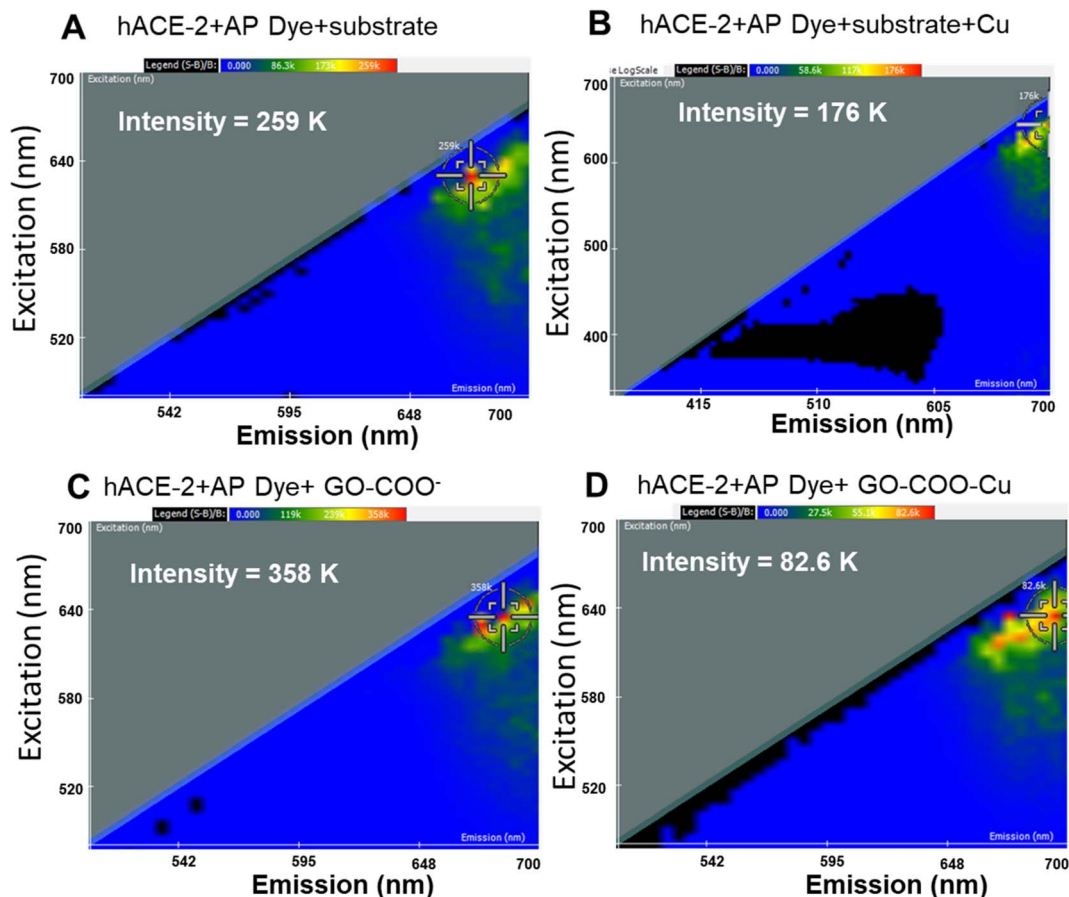 A hACE-2+AP Dye+substrate
Legend (S-B)/B: 0.000 86.3k 173k 259k
700
Excitation (nm)
Intensity = 259 K
259k
640
580
520
Excitation (nm)
Emission (nm)
542 595 648 700
Emission (nm)
B hACE-2+AP Dye+substrate+Cu
LogScale Legend (S-B)/B: 0.000 58.6k 117k 176k
700
Excitation (nm)
176k
Intensity = 176 K
600
500
400
Excitation (nm)
Emission (nm)
415 510 605 700
Emission (nm)
C hACE-2+AP Dye+ GO-COO-
Legend (S-B)/B: 0.000 119k 239k 358k
700
Excitation (nm)
Intensity = 358 K
358k
640
580
520
Excitation (nm)
Emission (nm)
542 595 648 700
Emission (nm)
D hACE-2+AP Dye+ GO-COO-Cu
Legend (S-B)/B: 0.000 27.5k 55.1k 82.6k
700
Excitation (nm)
Intensity = 82.6 K
82.6k
640
580
520
Excitation (nm)
Emission (nm)
542 595 648 700
Emission (nm)